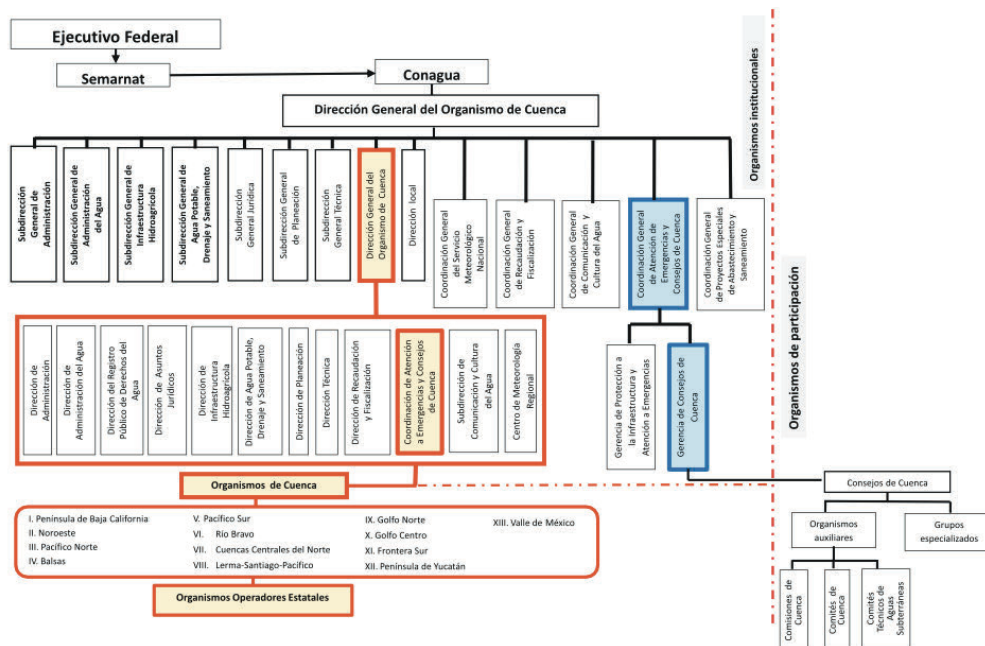 Ejecutivo Federal
Semarnat
Conagua
Dirección General del Organismo de Cuenca
Organismos institucionales
Subdirección
General de
Administración
Subdirección General de
Administración
del Agua
Subdirección General de
Infraestructura
Hidroagrícola
Subdirección General de
Agua Potable,
Drenaje y Saneamiento
Subdirección
General Jurídica
Subdirección General
de Planeación
Subdirección
General Técnica
Dirección General del
Organismo de Cuenca
Dirección local
Coordinación General
del Servicio
Meteorológico
Nacional
Coordinación General
de Recaudación y
Fiscalización
Coordinación General
de Comunicación y
Cultura del Agua
Coordinación General
de Atención de
Emergencias y
Consejos de Cuenca
Coordinación General
de Proyectos Especiales
de Abastecimiento y
Saneamiento
Organismos de participación
Dirección de
Administración
Dirección de
Administración del Agua
Dirección del Registro
Público de Derechos del
Agua
Dirección de Asuntos
Jurídicos
Dirección de
Infraestructura
Hidroagrícola
Dirección de Agua Potable,
Drenaje y Saneamiento
Dirección de Planeación
Dirección Técnica
Dirección de Recaudación
y Fiscalización
Coordinación de Atención
a Emergencias y Consejos
de Cuenca
Subdirección de
Comunicación y Cultura
del Agua
Centro de Meteorología
Regional
Gerencia de Protección a
la Infraestructura y
Atención a Emergencias
Gerencia de Consejos de
Cuenca
Organismos de Cuenca
Consejos de Cuenca
I. Península de Baja California
II. Noroeste
III. Pacífico Norte
IV. Balsas
V. Pacífico Sur
VI. Río Bravo
VII. Cuencas Centrales del Norte
VIII. Lerma-Santiago-Pacífico
IX. Golfo Norte
X. Golfo Centro
XI. Frontera Sur
XII. Península de Yucatán
XIII. Valle de México
Organismos
auxiliares
Grupos
especializados
Organismos Operadores Estatales
Comisiones de
Cuenca
Comités de
Cuenca
Comités
Técnicos de
Aguas
Subterráneas